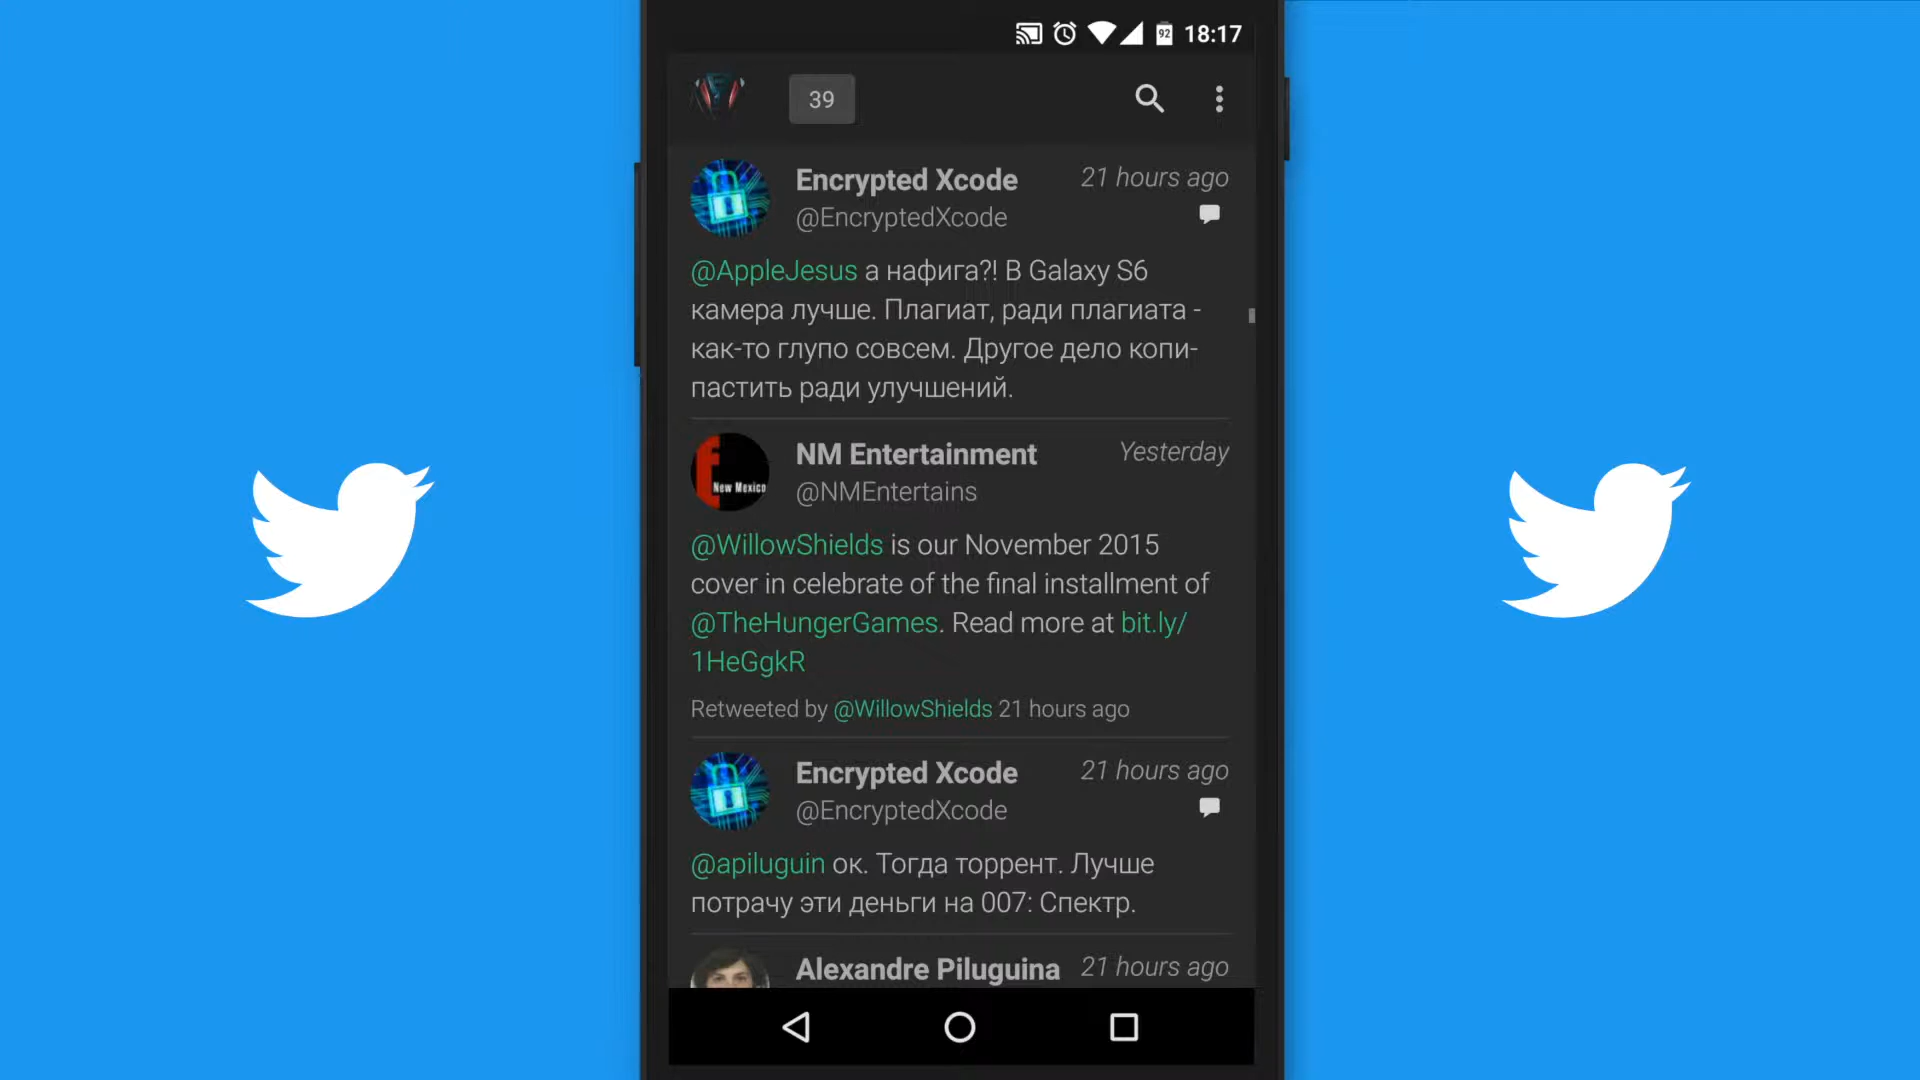 92 18:17
39
Encrypted Xcode 21 hours ago
@EncryptedXcode
@AppleJesus а нафига?! В Galaxy S6
камера лучше. Плагиат, ради плагиата -
как-то глупо совсем. Другое дело копи-
пастить ради улучшений.
NM Entertainment Yesterday
@NMEntertains
New Mexico
@WillowShields is our November 2015
cover in celebrate of the final installment of
@TheHungerGames. Read more at bit.ly/
1HeGgkR
Retweeted by @WillowShields 21 hours ago
Encrypted Xcode 21 hours ago
@EncryptedXcode
@apiluguin ок. Тогда торрент. Лучше
потрачу эти деньги на 007: Спектр.
Alexandre Piluguina 21 hours ago